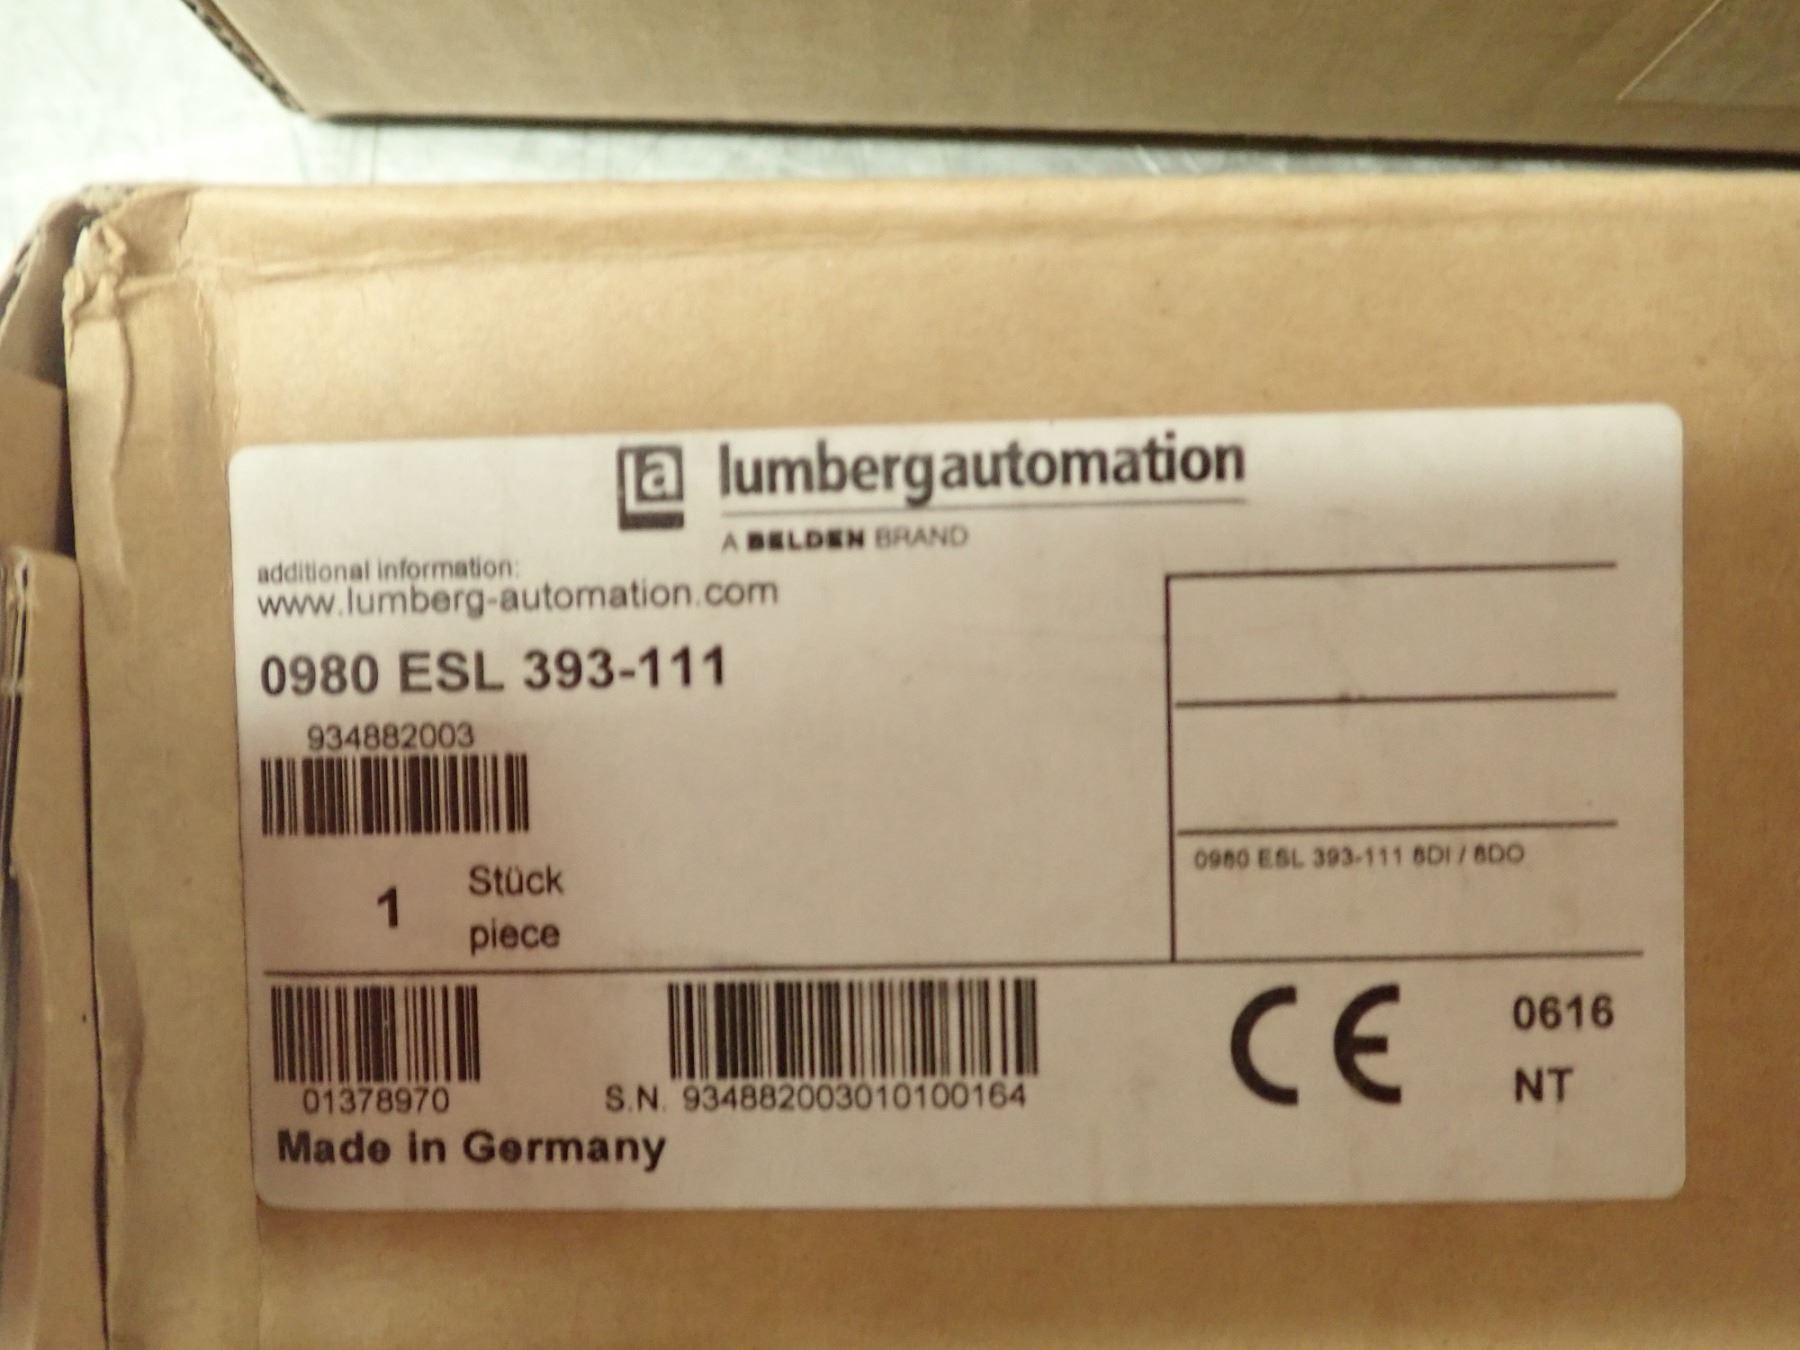 la lumbergautomation
A BELDEN BRAND
additional information:
www.lumberg-automation.com
0980 ESL 393-111
934882003
1 Stück
piece
0980 ESL 393-111 8DI / 8DO
01378970
S.N. 934882003010100164
0616
NT
CE
Made in Germany